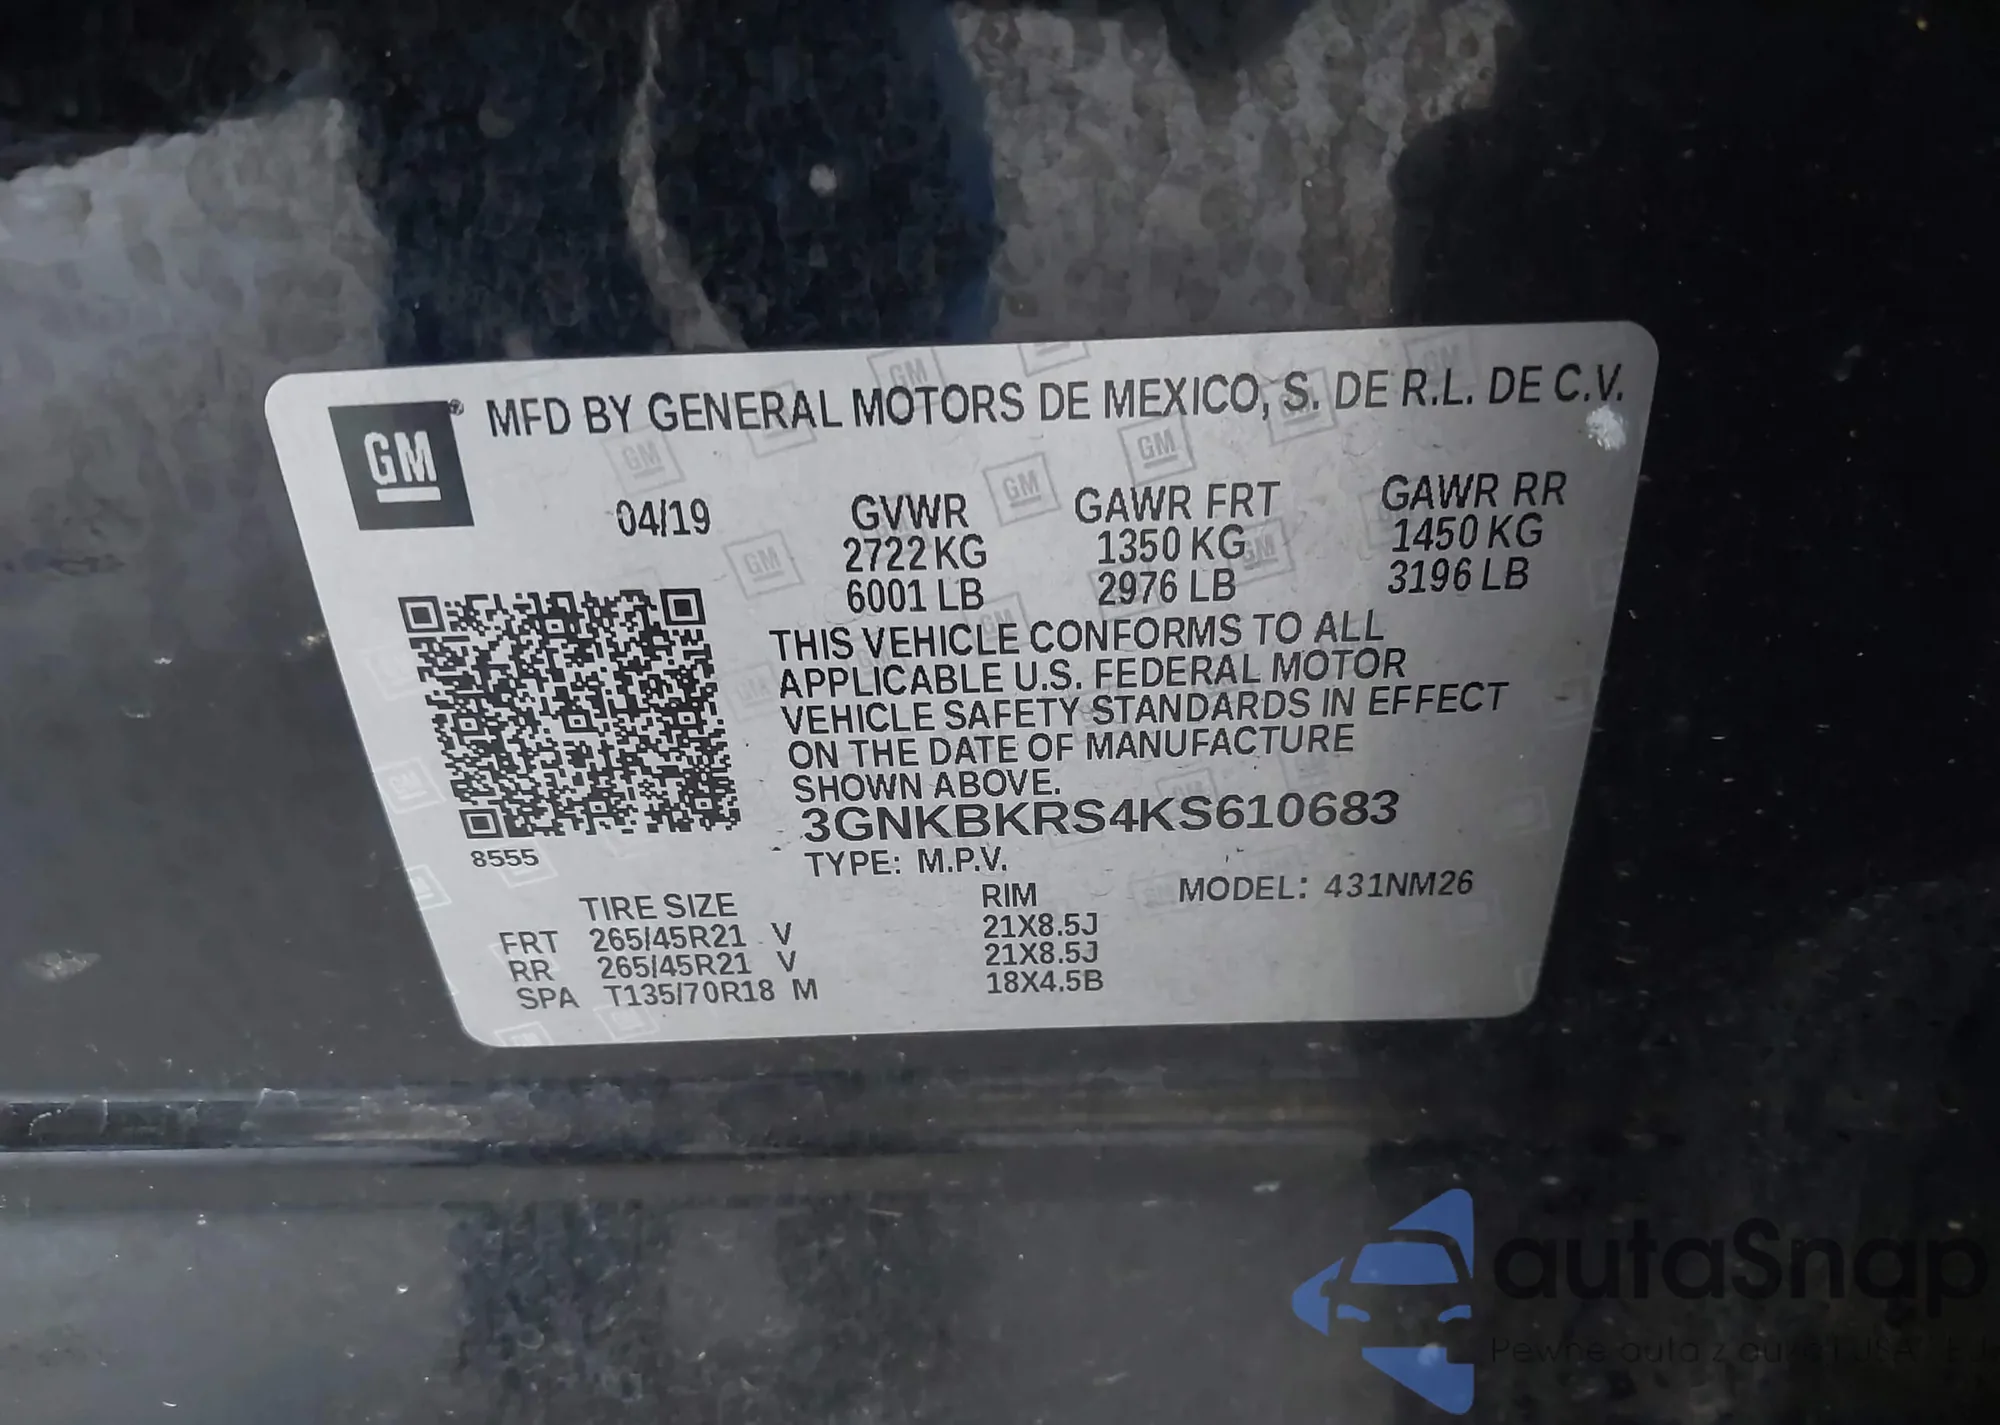 GM
® MFD BY GENERAL MOTORS DE MEXICO, S. DE R.L. DE C.V.
04/19
GVWR
2722 KG
6001 LB
GAWR FRT
1350 KG
2976 LB
GAWR RR
1450 KG
3196 LB
THIS VEHICLE CONFORMS TO ALL
APPLICABLE U.S. FEDERAL MOTOR
VEHICLE SAFETY STANDARDS IN EFFECT
ON THE DATE OF MANUFACTURE
SHOWN ABOVE.
3GNKBKRS4KS610683
8555
TYPE: M.P.V.
MODEL: 431NM26
TIRE SIZE RIM
FRT 265/45R21 V 21X8.5J
RR 265/45R21 V 21X8.5J
SPA T135/70R18 M 18X4.5B
autaSnap
Pewne auta z